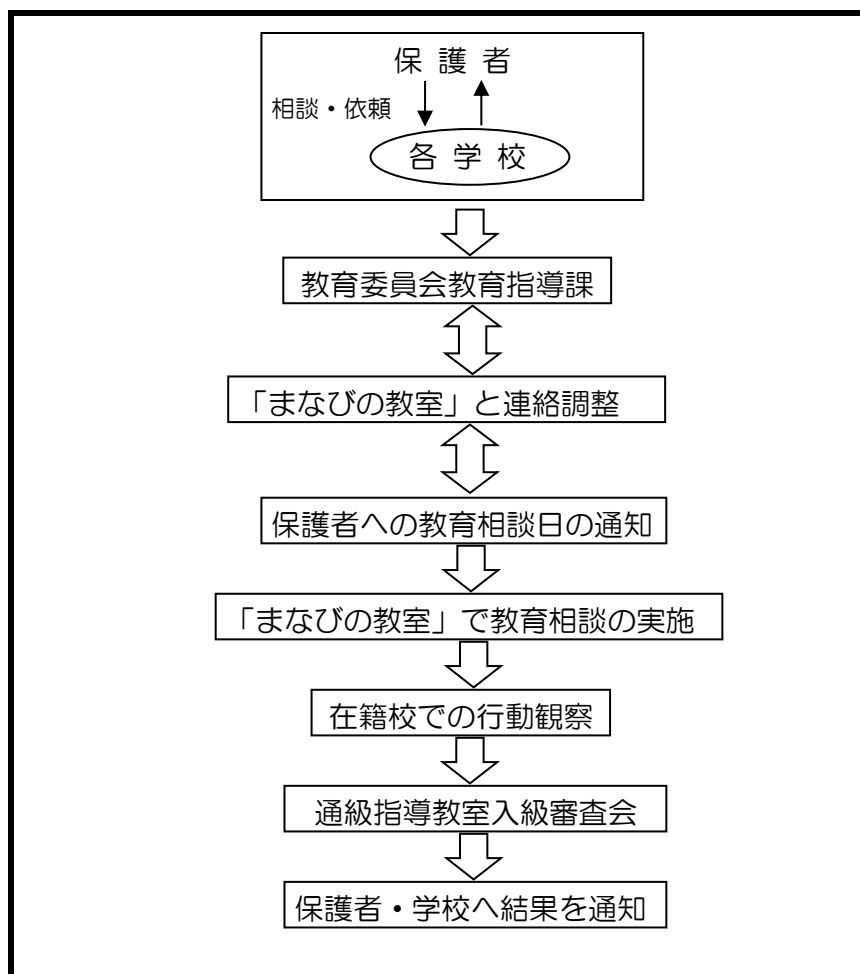 保 護 者
相談・依頼
各 学 校
教育委員会教育指導課
「まなびの教室」と連絡調整
保護者への教育相談日の通知
「まなびの教室」で教育相談の実施
在籍校での行動観察
通級指導教室入級審査会
保護者・学校へ結果を通知